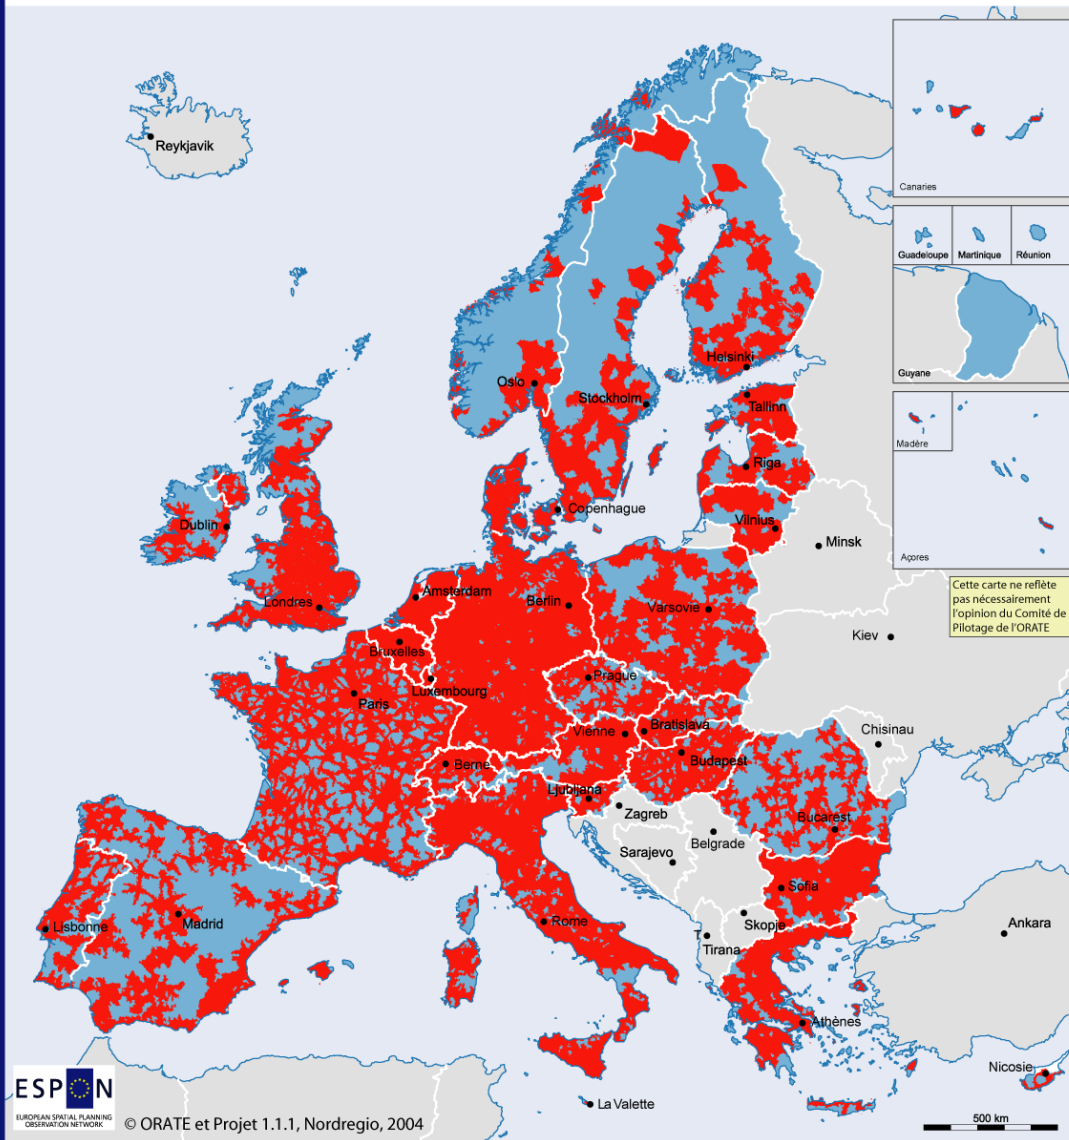 Reykjavik
Canaries
Guadeloupe
Martinique
Réunion
Guyane
Madère
Açores
Cette carte ne reflète
pas nécessairement
l'opinion du Comité de
Pilotage de l'ORATE
Oslo
Helsinki
Stockholm
Tallinn
Riga
Copenhague
Vilnius
Minsk
Dublin
Londres
Amsterdam
Berlin
Varsovie
Kiev
Bruxelles
Luxembourg
Paris
Prague
Vienne
Bratislava
Chisinau
Berne
Budapest
Ljubljana
Zagreb
Bucarest
Belgrade
Sarajevo
Sofia
Madrid
Lisbonne
Rome
Skopje
T
Tirana
Ankara
Athènes
Nicosie
La Valette
ESPON
EUROPEAN SPATIAL PLANNING
OBSERVATION NETWORK
© ORATE et Projet 1.1.1, Nordregio, 2004
500 km